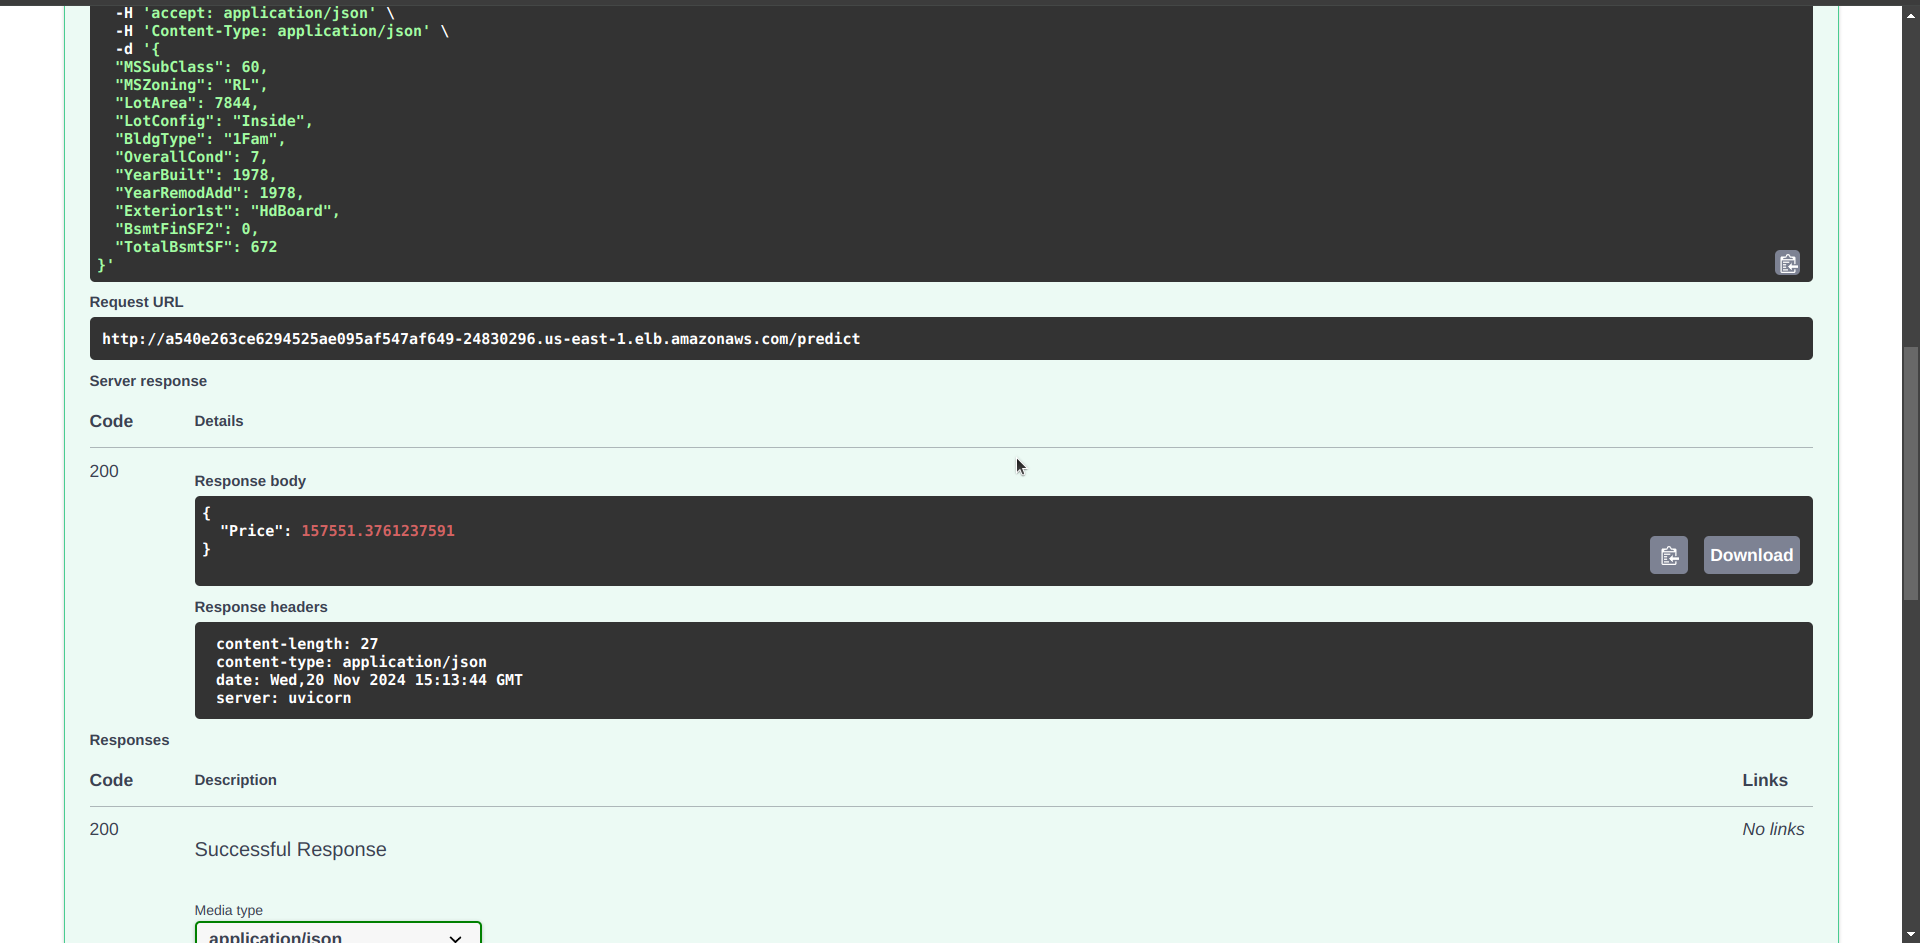 -H 'accept: application/json' \
-H 'Content-Type: application/json' \
-d '{
"MSSubClass": 60,
"MSZoning": "RL",
"LotArea": 7844,
"LotConfig": "Inside",
"BldgType": "1Fam",
"OverallCond": 7,
"YearBuilt": 1978,
"YearRemodAdd": 1978,
"Exterior1st": "HdBoard",
"BsmtFinSF2": 0,
"TotalBsmtSF": 672
}'
Request URL
http://a540e263ce6294525ae095af547af649-24830296.us-east-1.elb.amazonaws.com/predict
Server response
Code Details
200
Response body
{
"Price": 157551.3761237591
}
Download
Response headers
content-length: 27
content-type: application/json
date: Wed,20 Nov 2024 15:13:44 GMT
server: uvicorn
Responses
Code Description Links
200 No links
Successful Response
Media type
application/json